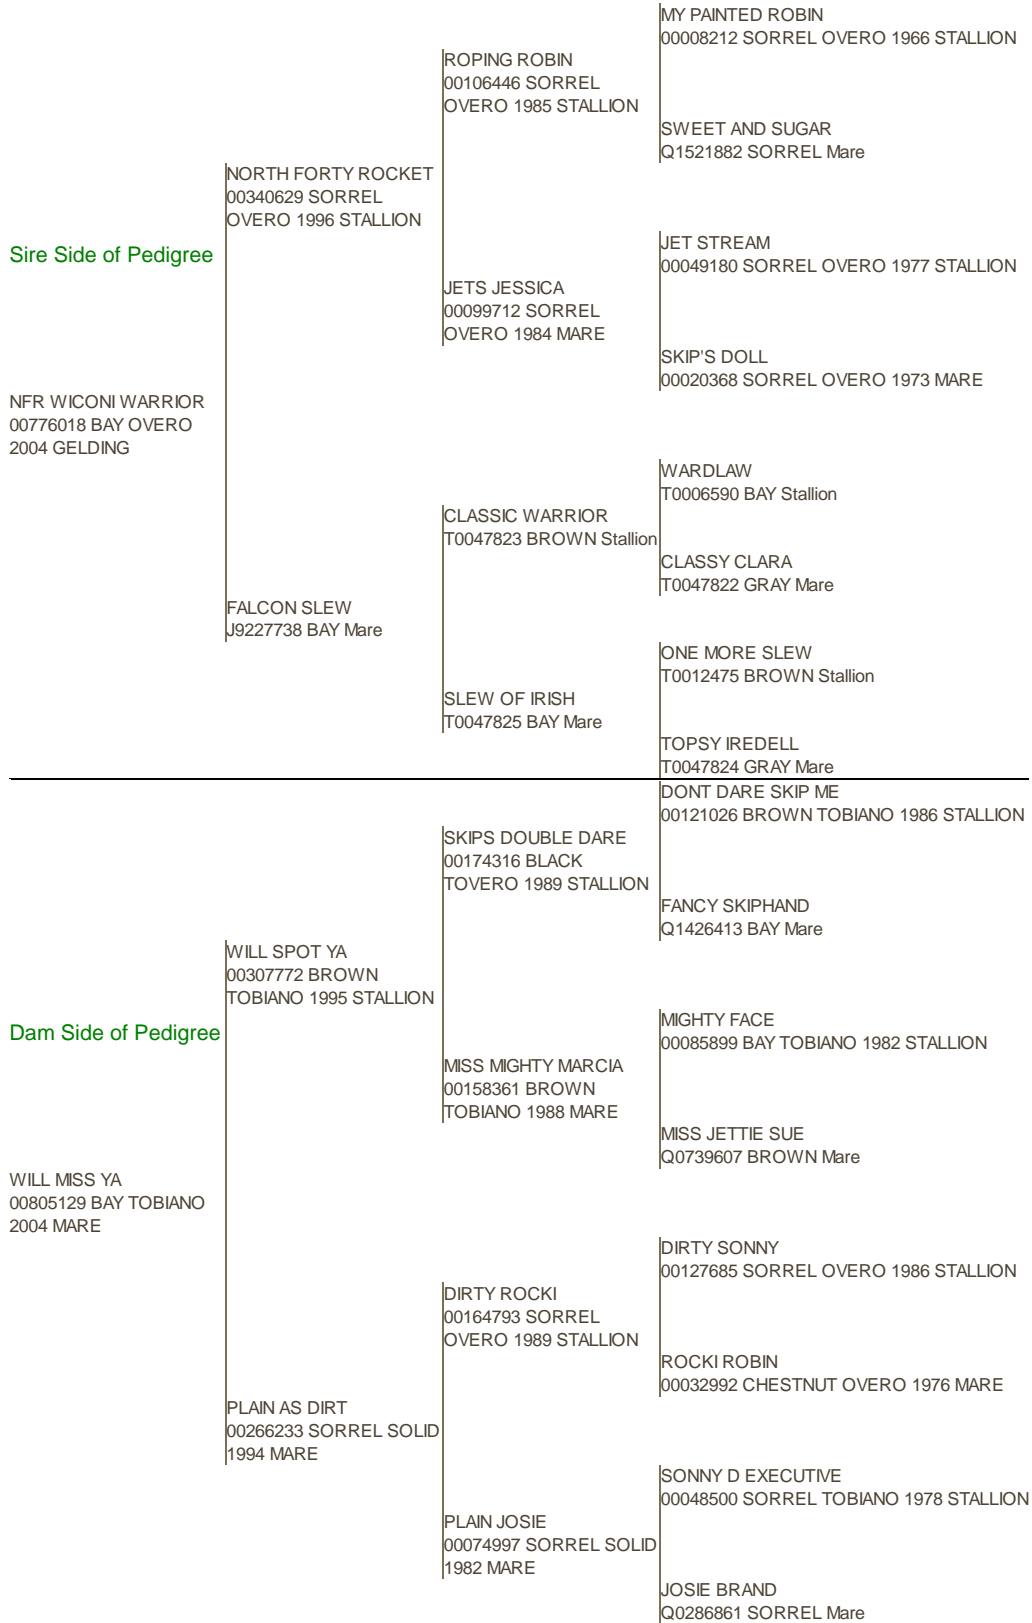 MY PAINTED ROBIN
00008212 SORREL OVERO 1966 STALLION
ROPING ROBIN
00106446 SORREL
OVERO 1985 STALLION
SWEET AND SUGAR
Q1521882 SORREL Mare
NORTH FORTY ROCKET
00340629 SORREL
OVERO 1996 STALLION
Sire Side of Pedigree
JET STREAM
00049180 SORREL OVERO 1977 STALLION
JETS JESSICA
00099712 SORREL
OVERO 1984 MARE
SKIP'S DOLL
00020368 SORREL OVERO 1973 MARE
NFR WICONI WARRIOR
00776018 BAY OVERO
2004 GELDING
WARDLAW
T0006590 BAY Stallion
CLASSIC WARRIOR
T0047823 BROWN Stallion
CLASSY CLARA
T0047822 GRAY Mare
FALCON SLEW
J9227738 BAY Mare
ONE MORE SLEW
T0012475 BROWN Stallion
SLEW OF IRISH
T0047825 BAY Mare
TOPSY IREDELL
T0047824 GRAY Mare
DONT DARE SKIP ME
00121026 BROWN TOBIANO 1986 STALLION
SKIPS DOUBLE DARE
00174316 BLACK
TOVERO 1989 STALLION
FANCY SKIPHAND
Q1426413 BAY Mare
WILL SPOT YA
00307772 BROWN
TOBIANO 1995 STALLION
Dam Side of Pedigree
MIGHTY FACE
00085899 BAY TOBIANO 1982 STALLION
MISS MIGHTY MARCIA
00158361 BROWN
TOBIANO 1988 MARE
MISS JETTIE SUE
Q0739607 BROWN Mare
WILL MISS YA
00805129 BAY TOBIANO
2004 MARE
DIRTY SONNY
00127685 SORREL OVERO 1986 STALLION
DIRTY ROCKI
00164793 SORREL
OVERO 1989 STALLION
ROCKI ROBIN
00032992 CHESTNUT OVERO 1976 MARE
PLAIN AS DIRT
00266233 SORREL SOLID
1994 MARE
SONNY D EXECUTIVE
00048500 SORREL TOBIANO 1978 STALLION
PLAIN JOSIE
00074997 SORREL SOLID
1982 MARE
JOSIE BRAND
Q0286861 SORREL Mare